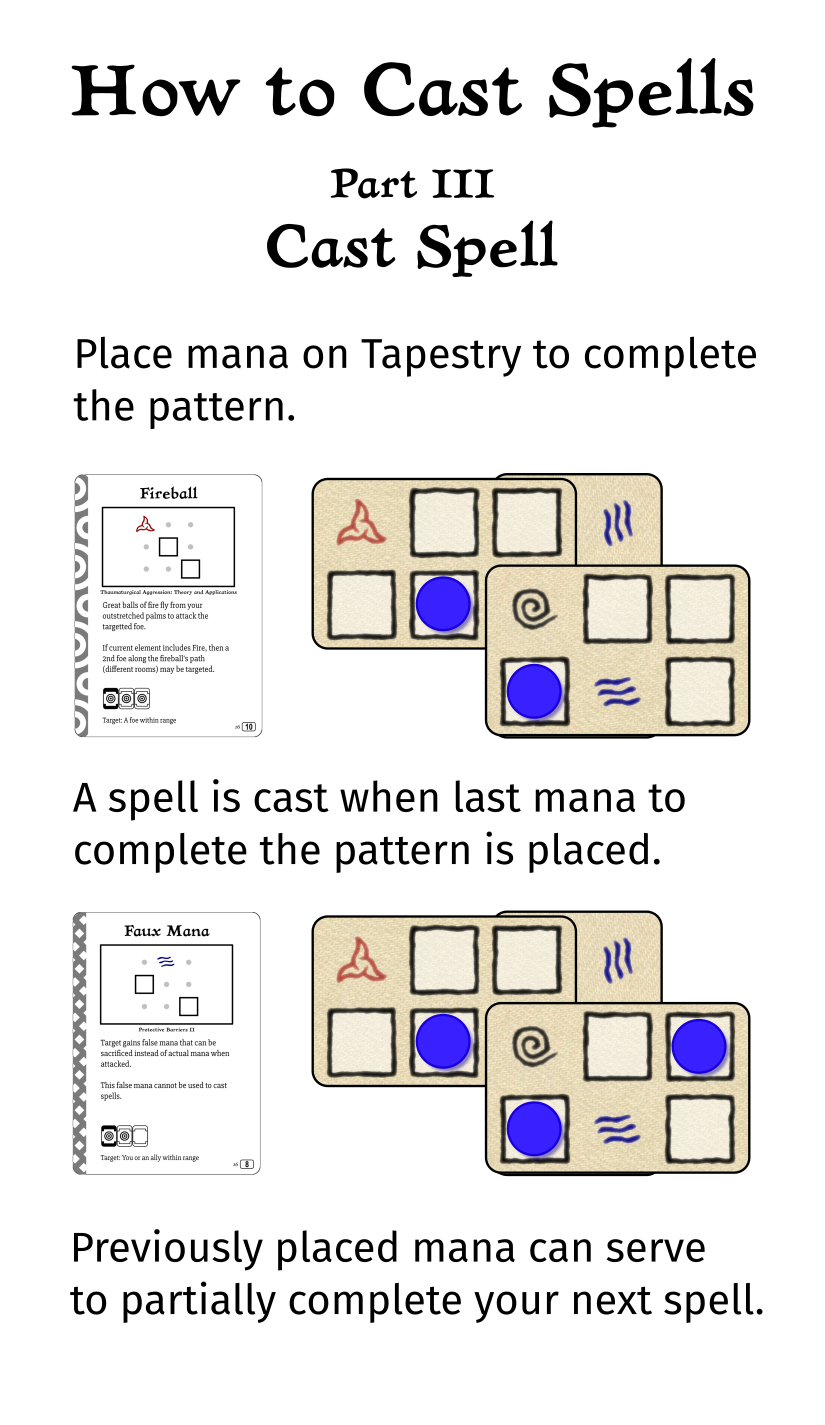 How to Cast Spells
Part III
Cast Spell
Place mana on Tapestry to complete
the pattern.
Fireball
Thaumaturgical Aggression: Theory and Applications
Great balls of fire fly from your
outstretched palms to attack the
targetted foe.
If current element includes Fire, then a
2nd foe along the fireball's path
(different rooms) may be targeted.
Target: A foe within range
26 10
A spell is cast when last mana to
complete the pattern is placed.
Faux Mana
Protective Barriers II
Target gains false mana that can be
sacrificed instead of actual mana when
attacked.
This false mana cannot be used to cast
spells.
Target: You or an ally within range
8
Previously placed mana can serve
to partially complete your next spell.